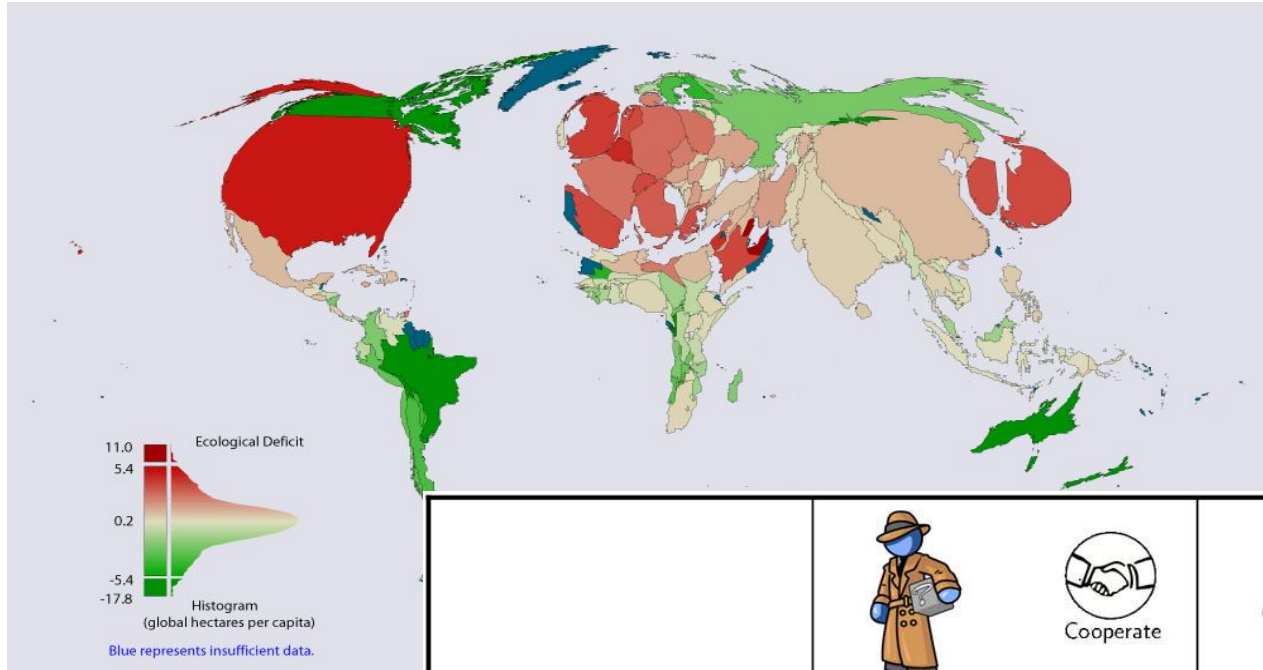 Ecological Deficit
11.0
5.4
0.2
-5.4
-17.8
Histogram
(global hectares per capita)
Blue represents insufficient data.
Cooperate